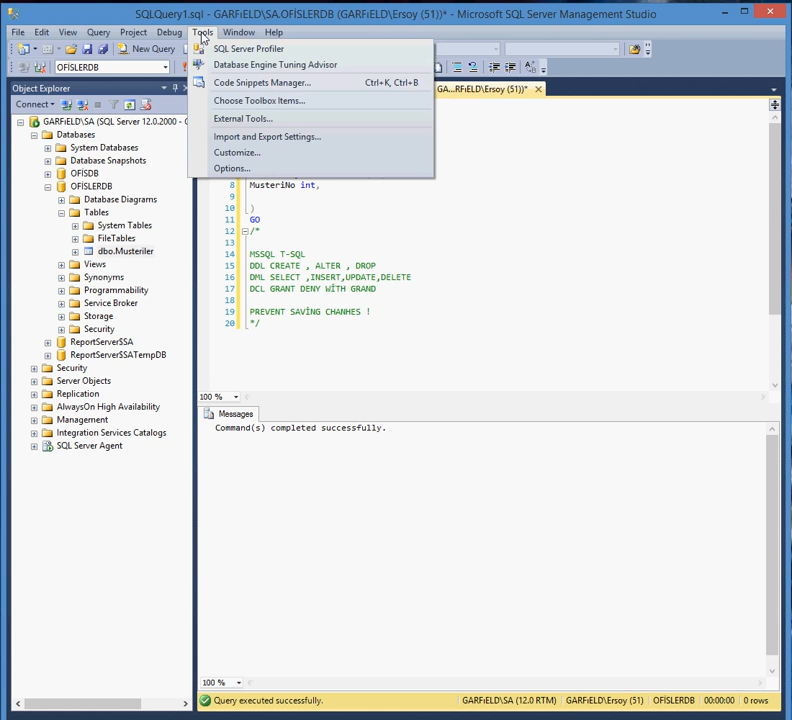 SQLQuery1.sql - GARFiELD\SA.OFİSLERDB (GARFiELD\Ersoy (51))* - Microsoft SQL Server Management Studio
File Edit View Query Project Debug Tools Window Help
New Query
OFİSLERDB
SQL Server Profiler
Database Engine Tuning Advisor
Code Snippets Manager... Ctrl+K, Ctrl+B
Choose Toolbox Items...
External Tools...
Import and Export Settings...
Customize...
Options...
Object Explorer
Connect
GARFiELD\SA (SQL Server 12.0.2000 - G
Databases
System Databases
Database Snapshots
OFİSDB
OFİSLERDB
Database Diagrams
Tables
System Tables
FileTables
dbo.Musteriler
Views
Synonyms
Programmability
Service Broker
Storage
Security
ReportServer$SA
ReportServer$SATempDB
Security
Server Objects
Replication
AlwaysOn High Availability
Management
Integration Services Catalogs
SQL Server Agent
GA...RFiELD\Ersoy (51))*
8 MusteriNo int,
9
10 )
11 GO
12 /*
13
14 MSSQL T-SQL
15 DDL CREATE , ALTER , DROP
16 DML SELECT ,INSERT,UPDATE,DELETE
17 DCL GRANT DENY WİTH GRAND
18
19 PREVENT SAVİNG CHANHES !
20 */
100 %
Messages
Command(s) completed successfully.
100 %
Query executed successfully. GARFiELD\SA (12.0 RTM) GARFiELD\Ersoy (51) OFİSLERDB 00:00:00 0 rows